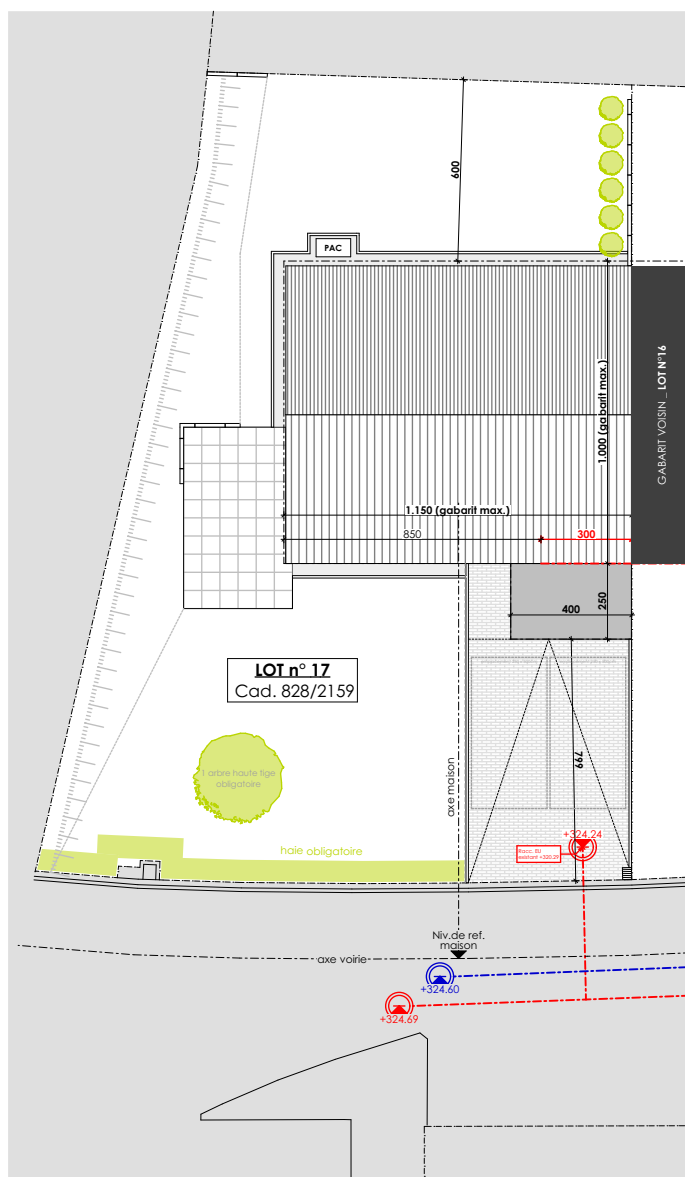 600
PAC
1.000 (gabarit max.)
GABARIT VOISIN _ LOT N°16
1.150 (gabarit max.)
850
300
250
400
LOT n° 17
Cad. 828/2159
799
1 arbre haute tige
obligatoire
axe maison
haie obligatoire
+324.24
Racc. EU
existant +320.29
Niv.de ref.
maison
axe voirie
+324.60
+324.69